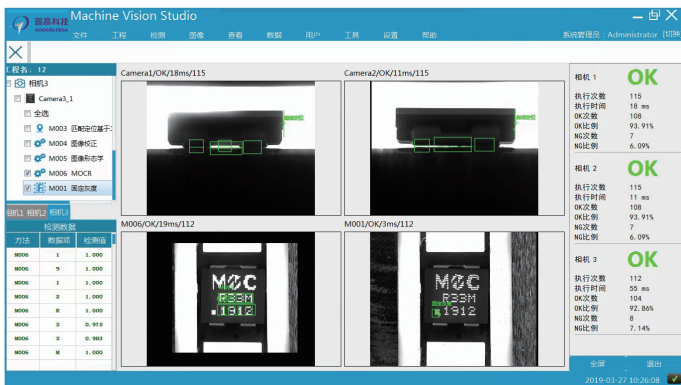 固高科技
GOOGOLTECH
Machine Vision Studio
文件 工程 检测 图像 查看 数据 用户 工具 设置 帮助
系统管理员：Administrator [切换
工程名: 12
相机3
Camera3_1
全选
M003 匹配定位基于
M004 图像校正
M005 图像形态学
M006 MOCR
M001 固定灰度
相机1 相机2 相机3
检测数据
方法 数据项 检测值
M006 1 1.000
M006 9 1.000
M006 1 1.000
M006 2 1.000
M006 R 1.000
M006 3 0.975
M006 3 0.983
M006 M 1.000
Camera1/OK/18ms/115
Camera2/OK/11ms/115
M006/OK/19ms/112
MØC
R33M
1912
M001/OK/3ms/112
MØC
R33M
1912
相机 1 OK
执行次数 115
执行时间 18 ms
OK次数 108
OK比例 93.91%
NG次数 7
NG比例 6.09%
相机 2 OK
执行次数 115
执行时间 11 ms
OK次数 108
OK比例 93.91%
NG次数 7
NG比例 6.09%
相机 3 OK
执行次数 112
执行时间 55 ms
OK次数 104
OK比例 92.86%
NG次数 8
NG比例 7.14%
全屏 退出
2019-03-27 10:26:08